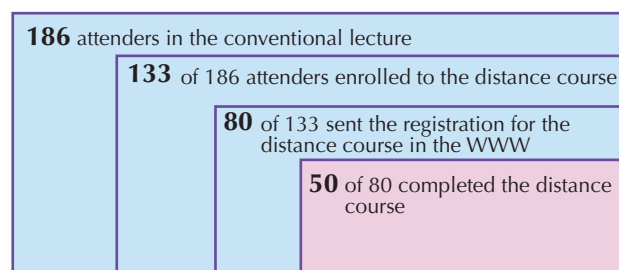 186 attenders in the conventional lecture
133 of 186 attenders enrolled to the distance course
80 of 133 sent the registration for the
distance course in the WWW
50 of 80 completed the distance
course